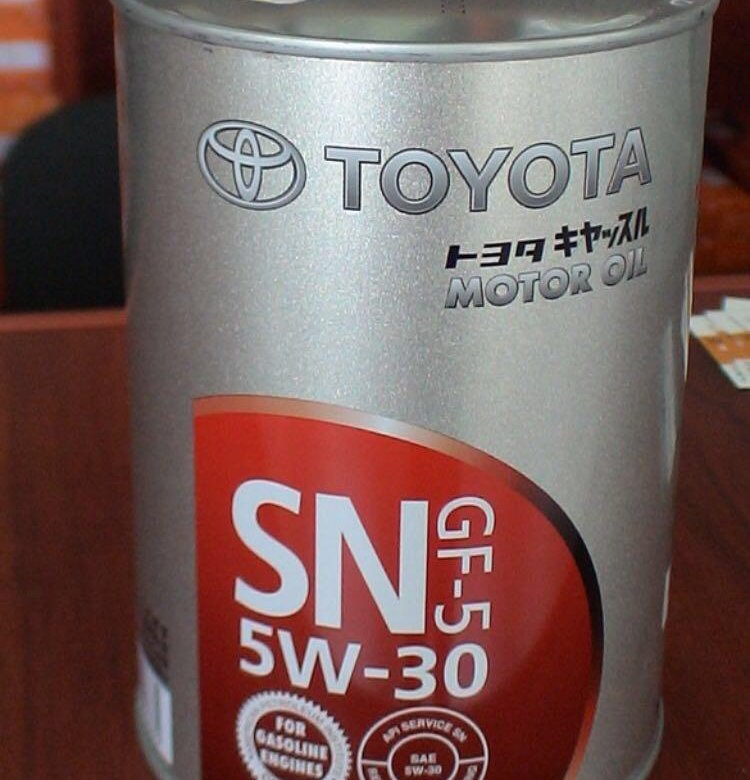 TOYOTA
トヨタ キャッスル
MOTOR OIL
SN
GF-5
5W-30
FOR
GASOLINE
ENGINES
API SERVICE SN
SAE
5W-30